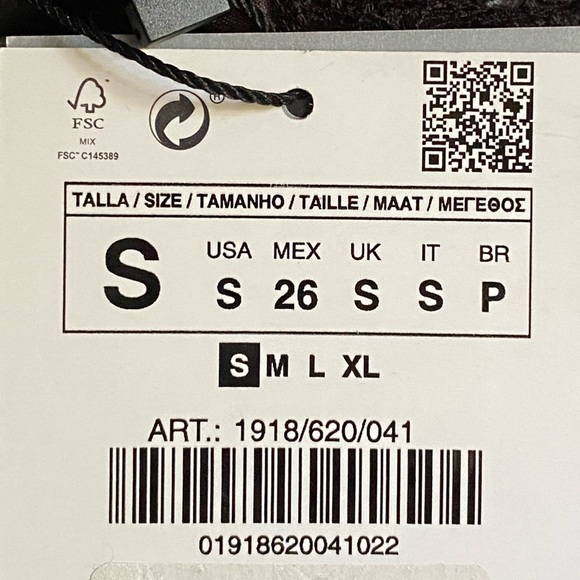 FSC
MIX
FSC™ C145389
®
TALLA / SIZE / TAMANHO / TAILLE / MAAT / ΜΕΓΕΘΟΣ
S
USA MEX UK IT BR
S 26 S S P
S M L XL
ART.: 1918/620/041
01918620041022